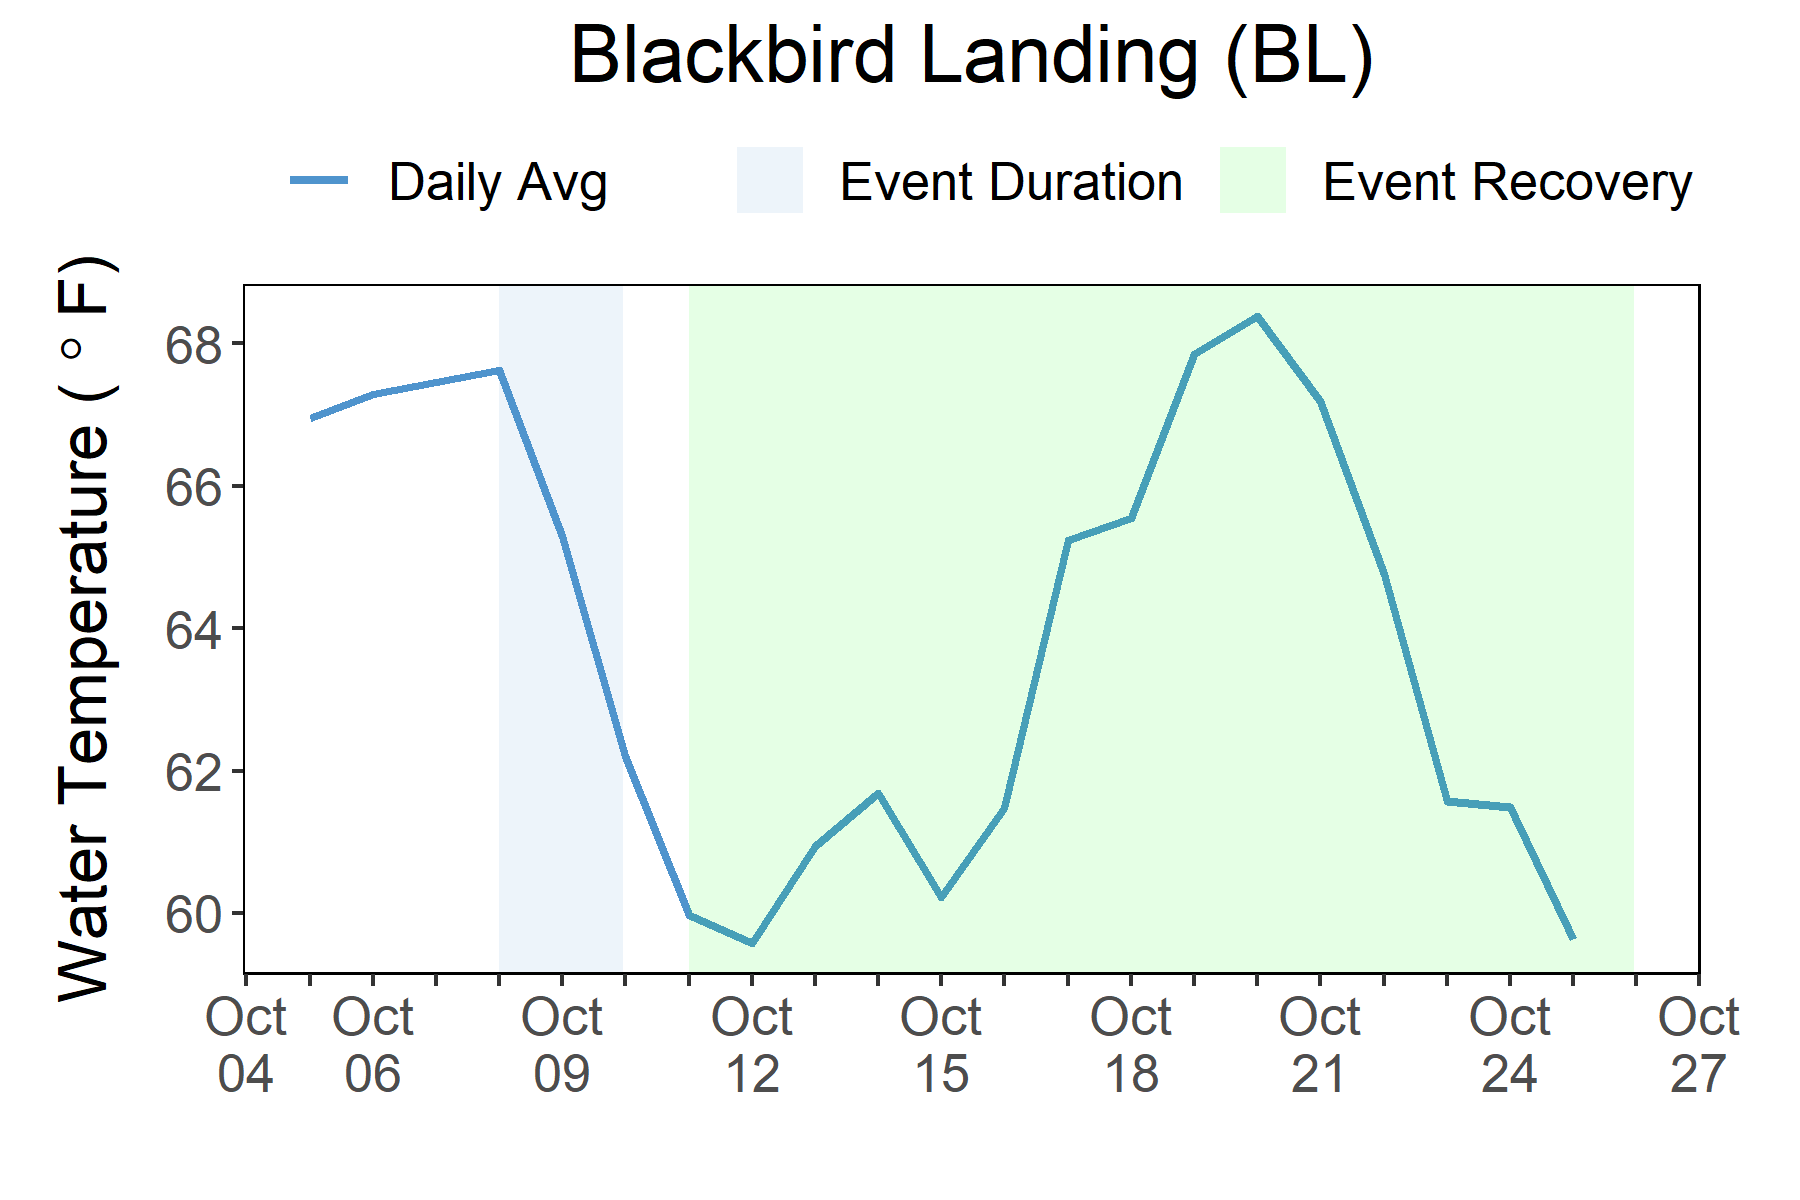 Blackbird Landing (BL)
Daily Avg Event Duration Event Recovery
Water Temperature ( ° F)
68
66
64
62
60
Oct Oct Oct Oct Oct Oct Oct Oct Oct
04 06 09 12 15 18 21 24 27